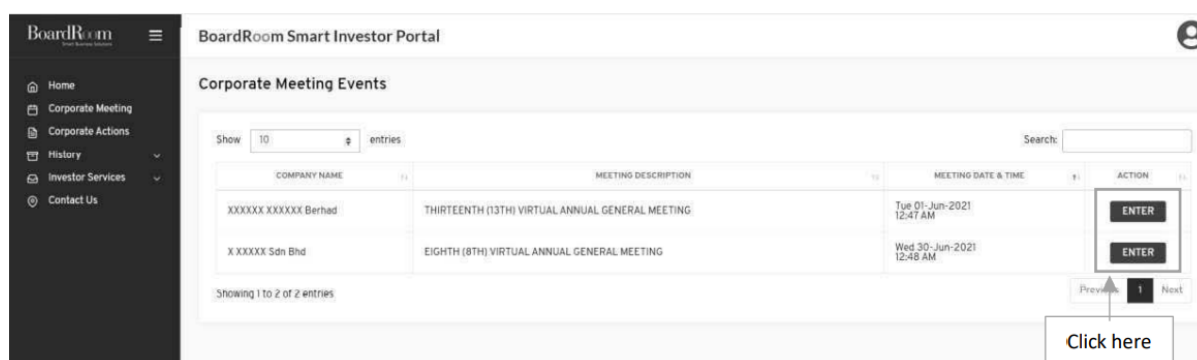 BoardRoom
Smart Business Solutions
BoardRoom Smart Investor Portal
Home
Corporate Meeting
Corporate Actions
History
Investor Services
Contact Us
Corporate Meeting Events
Show 10 entries
Search:
COMPANY NAME MEETING DESCRIPTION MEETING DATE & TIME ACTION
XXXXXX XXXXXX Berhad THIRTEENTH (13TH) VIRTUAL ANNUAL GENERAL MEETING Tue 01-Jun-2021 ENTER
12:47 AM
X XXXXX Sdn Bhd EIGHTH (8TH) VIRTUAL ANNUAL GENERAL MEETING Wed 30-Jun-2021 ENTER
12:48 AM
Showing 1 to 2 of 2 entries
Previous 1 Next
Click here